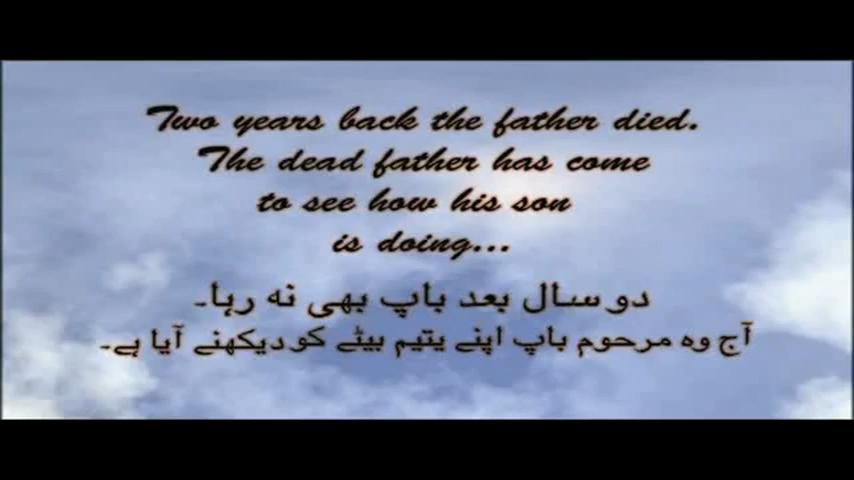 Two years back the father died.
The dead father has come
to see how his son
is doing...
دو سال بعد باپ بھی نہ رہا۔
آج وہ مرحوم باپ اپنے یتیم بیٹے کو دیکھنے آیا ہے۔